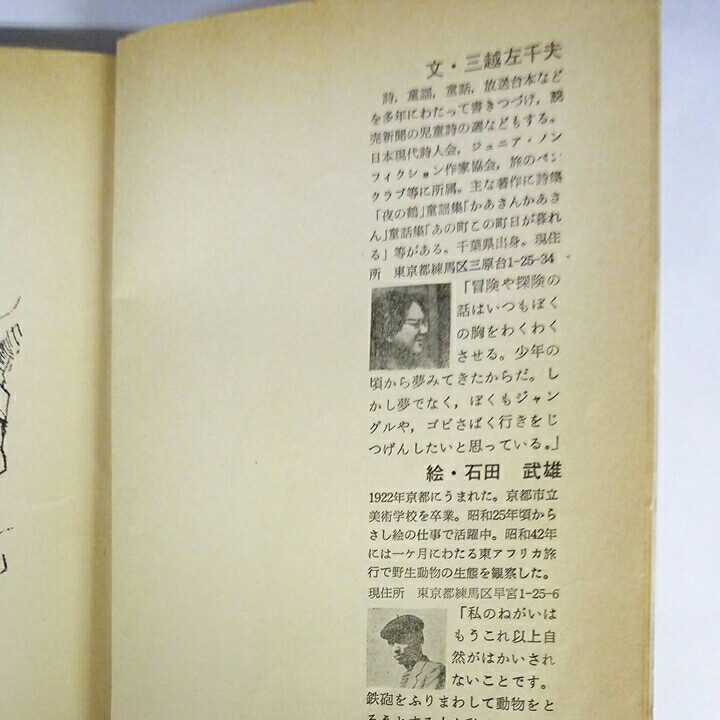 文・三越左千夫
詩，童謡，童話，放送台本など
を多年にわたって書きつづけ，読
売新聞の児童詩の選などもする。
日本現代詩人会，ジュニア・ノン
フィクション作家協会，旅のペン
クラブ等に所属。主な著作に詩集
「夜の鶴」童謡集「かあさんかあさ
ん」童話集「あの町この町日が暮れ
る」等がある。千葉県出身。現住
所　東京都練馬区三原台1-25-34
「冒険や探険の
話はいつもぼく
の胸をわくわく
させる。少年の
頃から夢みてきたからだ。し
かし夢でなく，ぼくもジャン
グルや，ゴビさばく行きをじ
つげんしたいと思っている。」
絵・石田　武雄
1922年京都にうまれた。京都市立
美術学校を卒業。昭和25年頃から
さし絵の仕事で活躍中。昭和42年
には一ヶ月にわたる東アフリカ旅
行で野生動物の生態を観察した。
現住所　東京都練馬区早宮1-25-6
「私のねがいは
もうこれ以上自
然がはかいされ
ないことです。
鉄砲をふりまわして動物をと